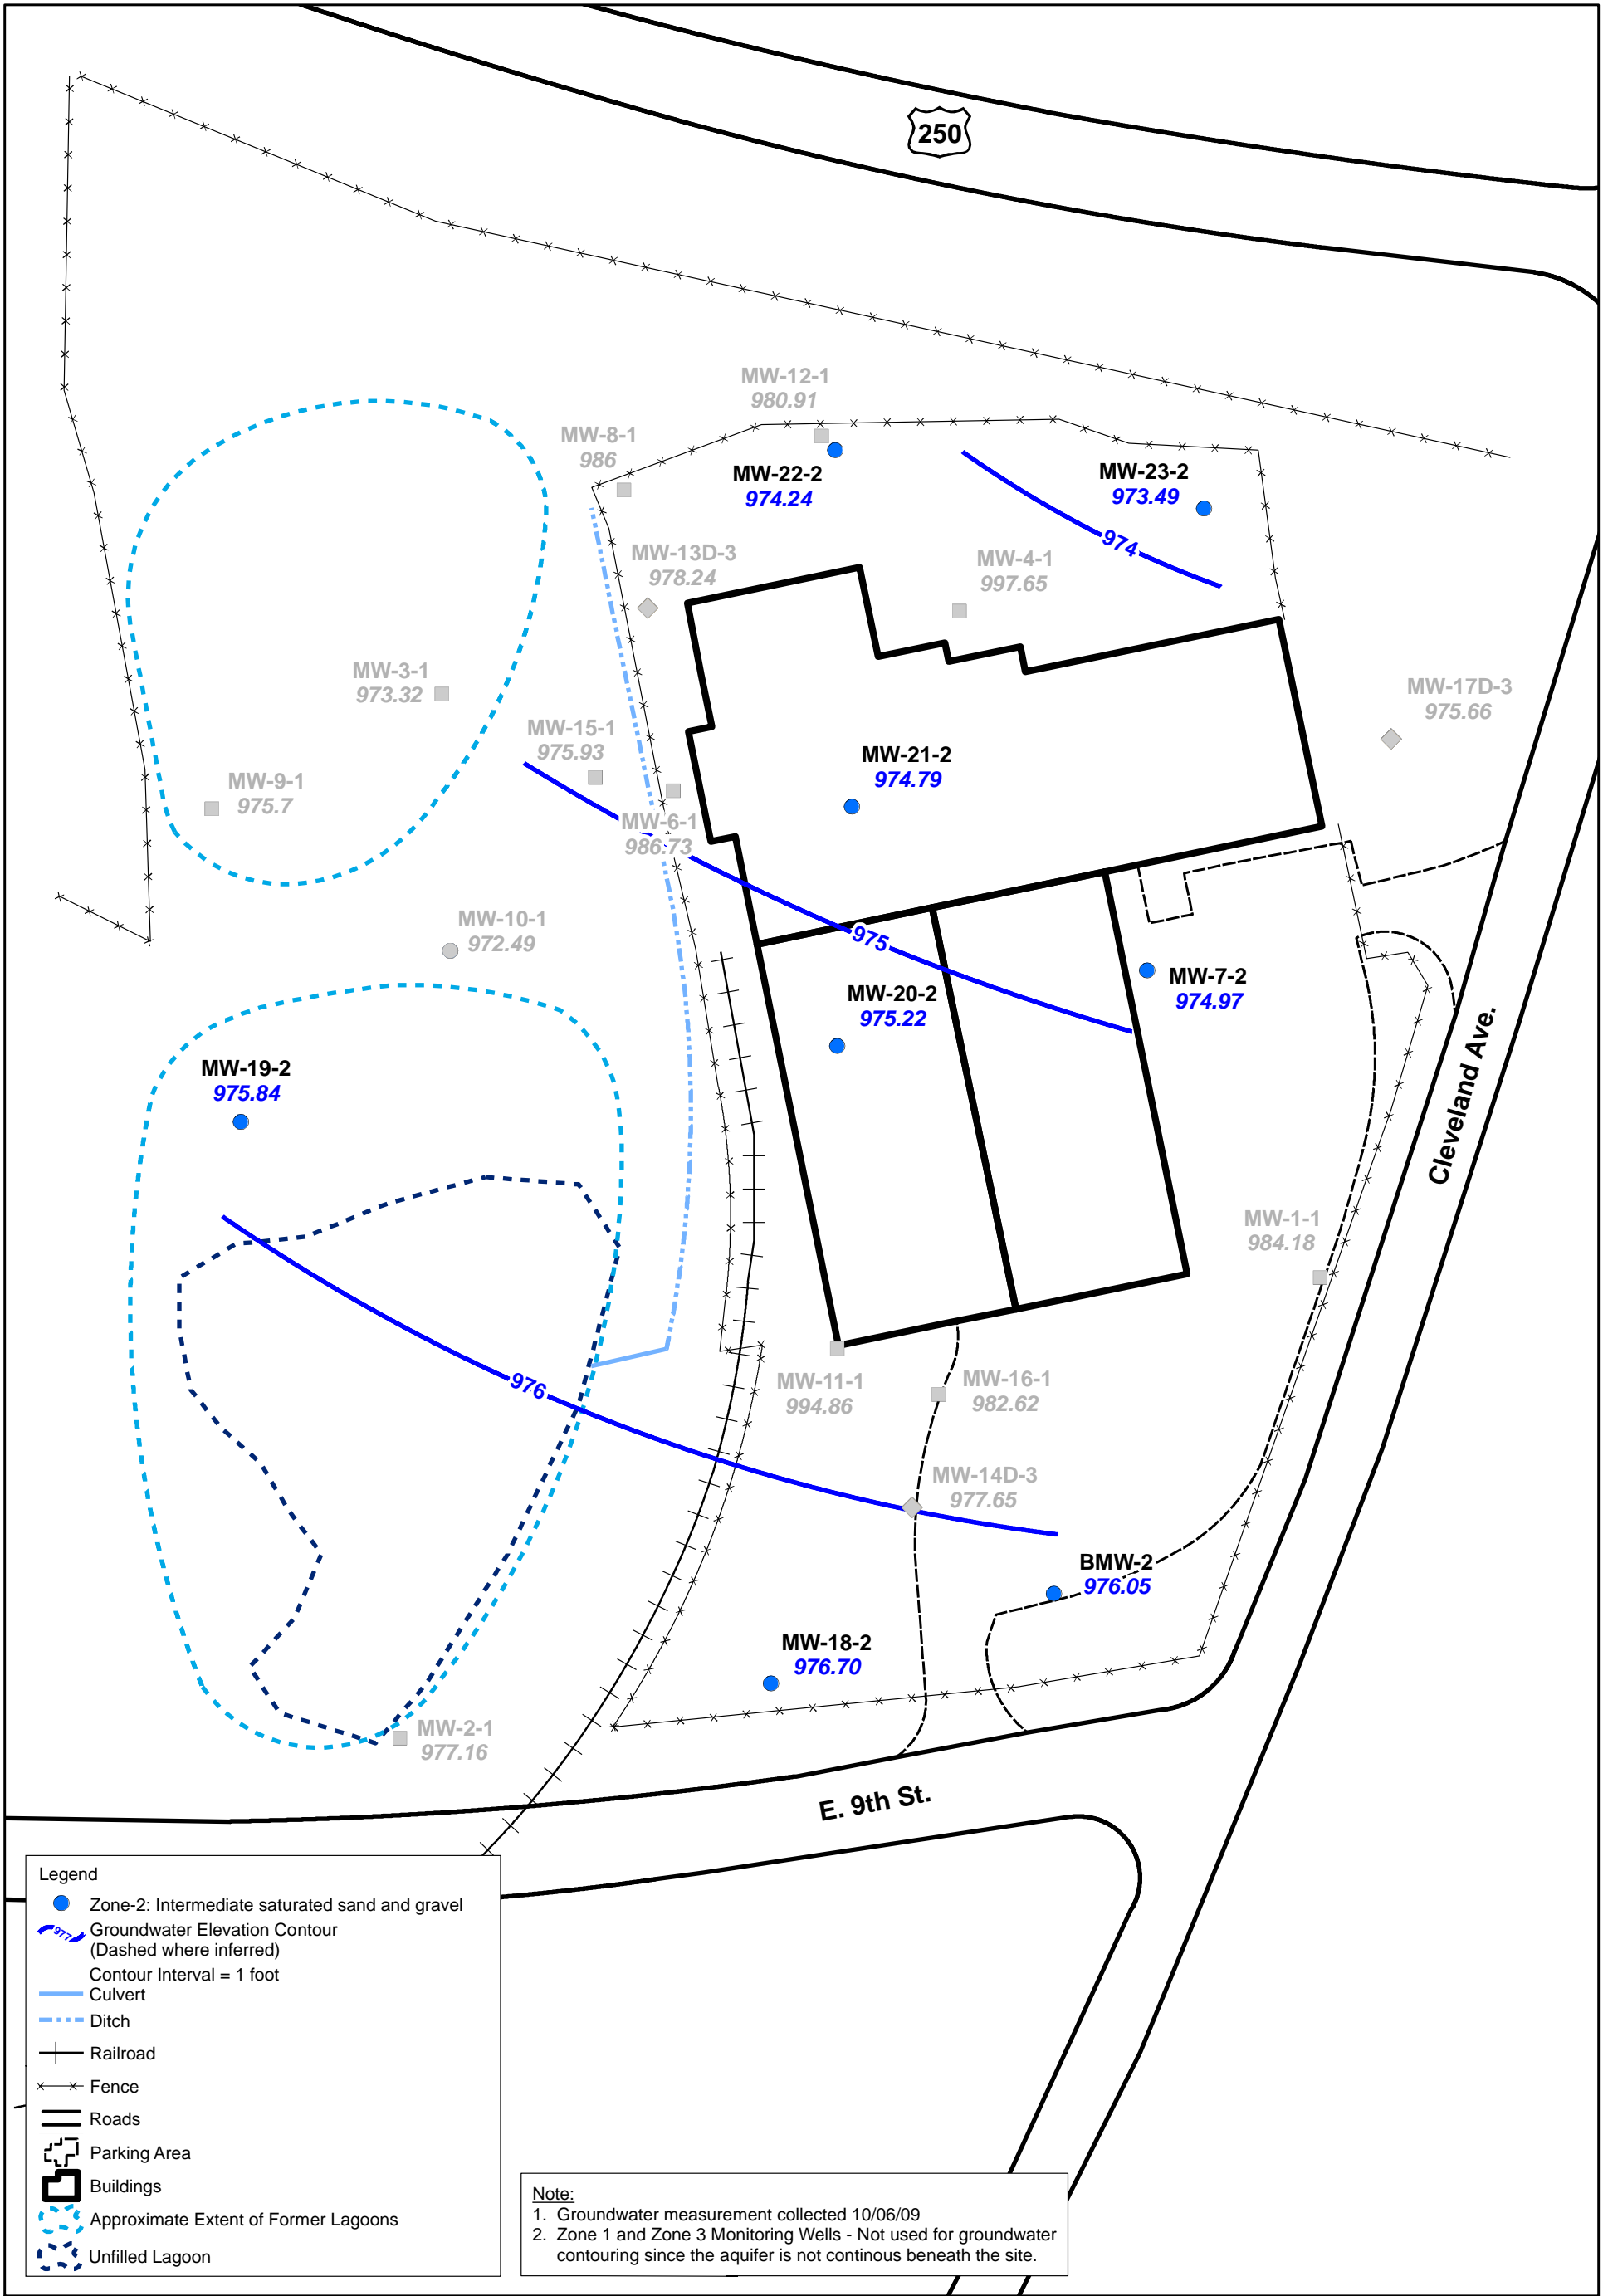 250
MW-12-1
980.91
MW-8-1
986
MW-22-2
974.24
MW-23-2
973.49
974
MW-13D-3
978.24
MW-4-1
997.65
MW-3-1
973.32
MW-17D-3
975.66
MW-15-1
975.93
MW-21-2
974.79
MW-9-1
975.7
MW-6-1
986.73
MW-10-1
972.49
975
MW-7-2
974.97
MW-20-2
975.22
MW-19-2
975.84
Cleveland Ave.
MW-1-1
984.18
976
MW-11-1
994.86
MW-16-1
982.62
MW-14D-3
977.65
BMW-2
976.05
MW-18-2
976.70
MW-2-1
977.16
E. 9th St.
Legend
Zone-2: Intermediate saturated sand and gravel
977
Groundwater Elevation Contour
(Dashed where inferred)
Contour Interval = 1 foot
Culvert
Ditch
Railroad
Fence
Roads
Parking Area
Buildings
Approximate Extent of Former Lagoons
Unfilled Lagoon
Note:
1. Groundwater measurement collected 10/06/09
2. Zone 1 and Zone 3 Monitoring Wells - Not used for groundwater
contouring since the aquifer is not continous beneath the site.